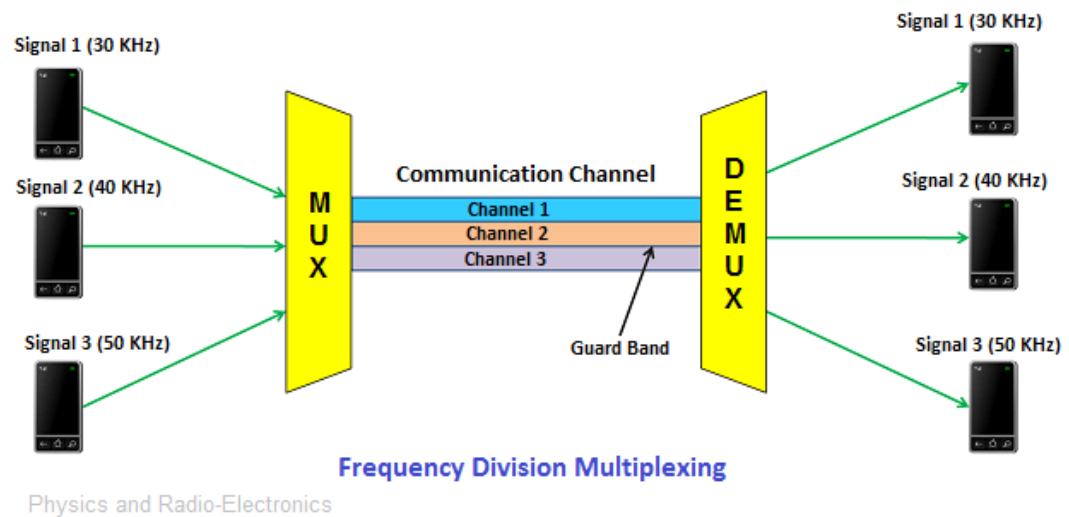 Signal 1 (30 KHz)
Signal 2 (40 KHz)
Signal 3 (50 KHz)
MUX
Communication Channel
Channel 1
Channel 2
Channel 3
Guard Band
DEMUX
Signal 1 (30 KHz)
Signal 2 (40 KHz)
Signal 3 (50 KHz)
Frequency Division Multiplexing
Physics and Radio-Electronics